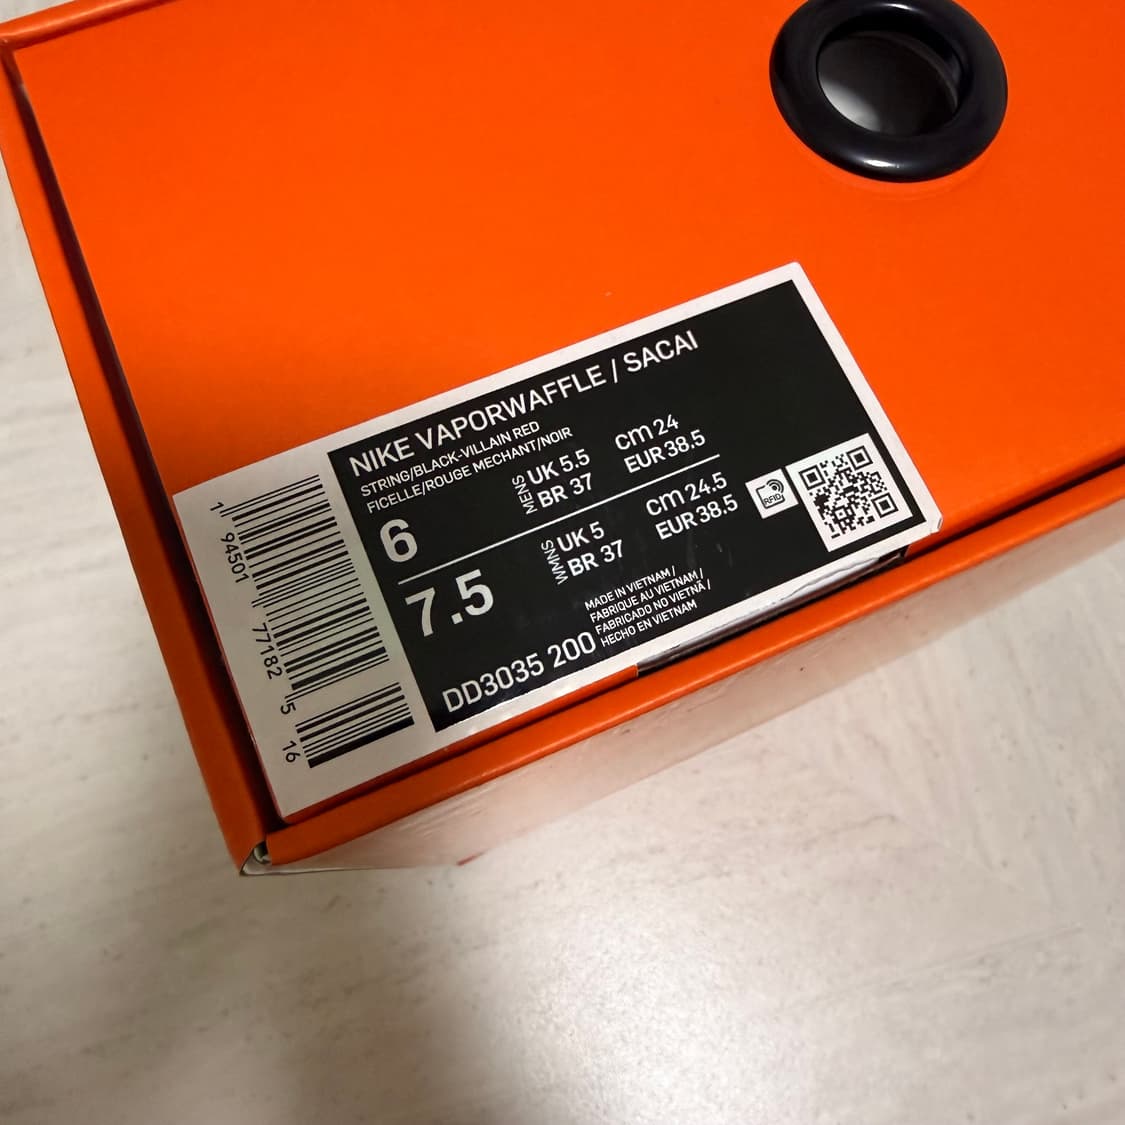 NIKE VAPORWAFFLE / SACAI
STRING/BLACK-VILLAIN RED
FICELLE/ROUGE MECHANT/NOIR
6
MENS
UK 5.5
BR 37
cm 24
EUR 38.5
7.5
WMNS
UK 5
BR 37
cm 24.5
EUR 38.5
RFID
DD3035 200
MADE IN VIETNAM /
FABRIQUE AU VIETNAM /
FABRICADO NO VIETNÃ /
HECHO EN VIETNAM
1 94501 77182 5 16